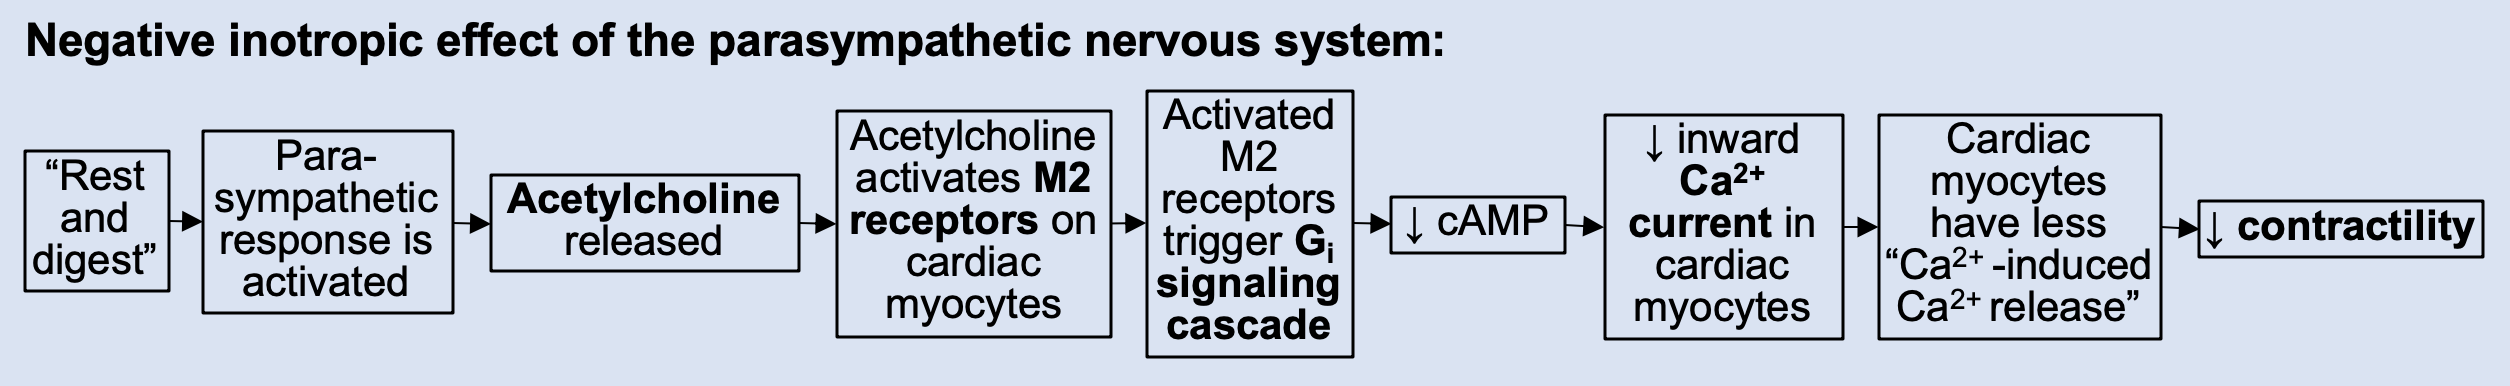 Negative inotropic effect of the parasympathetic nervous system:
“Rest
and
digest”
Para-
sympathetic
response is
activated
Acetylcholine
released
Acetylcholine
activates M2
receptors on
cardiac
myocytes
Activated
M2
receptors
trigger Gᵢ
signaling
cascade
↓ cAMP
↓ inward
Ca²⁺
current in
cardiac
myocytes
Cardiac
myocytes
have less
“Ca²⁺ -induced
Ca²⁺ release”
↓ contractility